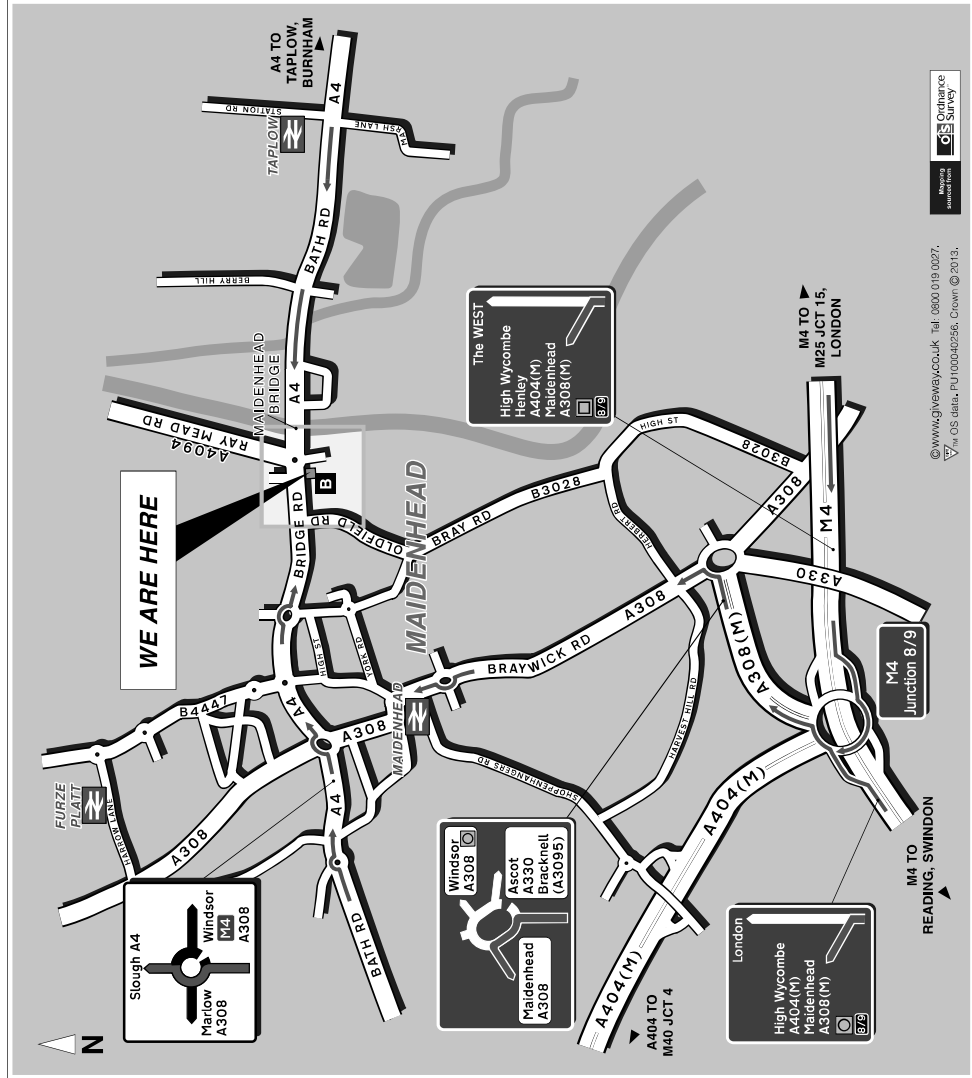 A4 TO
TAPLOW,
BURNHAM
A4
STATION RD
TAPLOW
MARSH LANE
BATH RD
BERRY HILL
MAIDENHEAD
BRIDGE
A4
RAY MEAD RD
A4094
WE ARE HERE
B
BRIDGE RD
OLDFIELD RD
MAIDENHEAD
BRAY RD
B3028
HIGH ST
B3028
HERBERT RD
A308
A308
M4
A330
A308(M)
BRAYWICK RD
HARVEST HILL RD
SHOPPENHANGERS RD
HIGH ST
YORK RD
MAIDENHEAD
A308
A4
B4447
FURZE
PLATT
HARROW LANE
A308
A4
BATH RD
A404(M)
A404(M)
The WEST
High Wycombe
Henley
A404(M)
Maidenhead
A308(M)
8/9
M4 TO
M25 JCT 15,
LONDON
M4
Junction 8/9
M4 TO
READING, SWINDON
A404 TO
M40 JCT 4
Slough A4
Marlow
A308
Windsor
M4
A308
Windsor
A308
Ascot
A330
Bracknell
(A3095)
Maidenhead
A308
London
High Wycombe
A404(M)
Maidenhead
A308(M)
8/9
N
Mapping
sourced from
OS Ordnance
Survey™
©www.giveway.co.uk Tel: 0800 019 0027.
™ OS data. PU100040256. Crown © 2013.